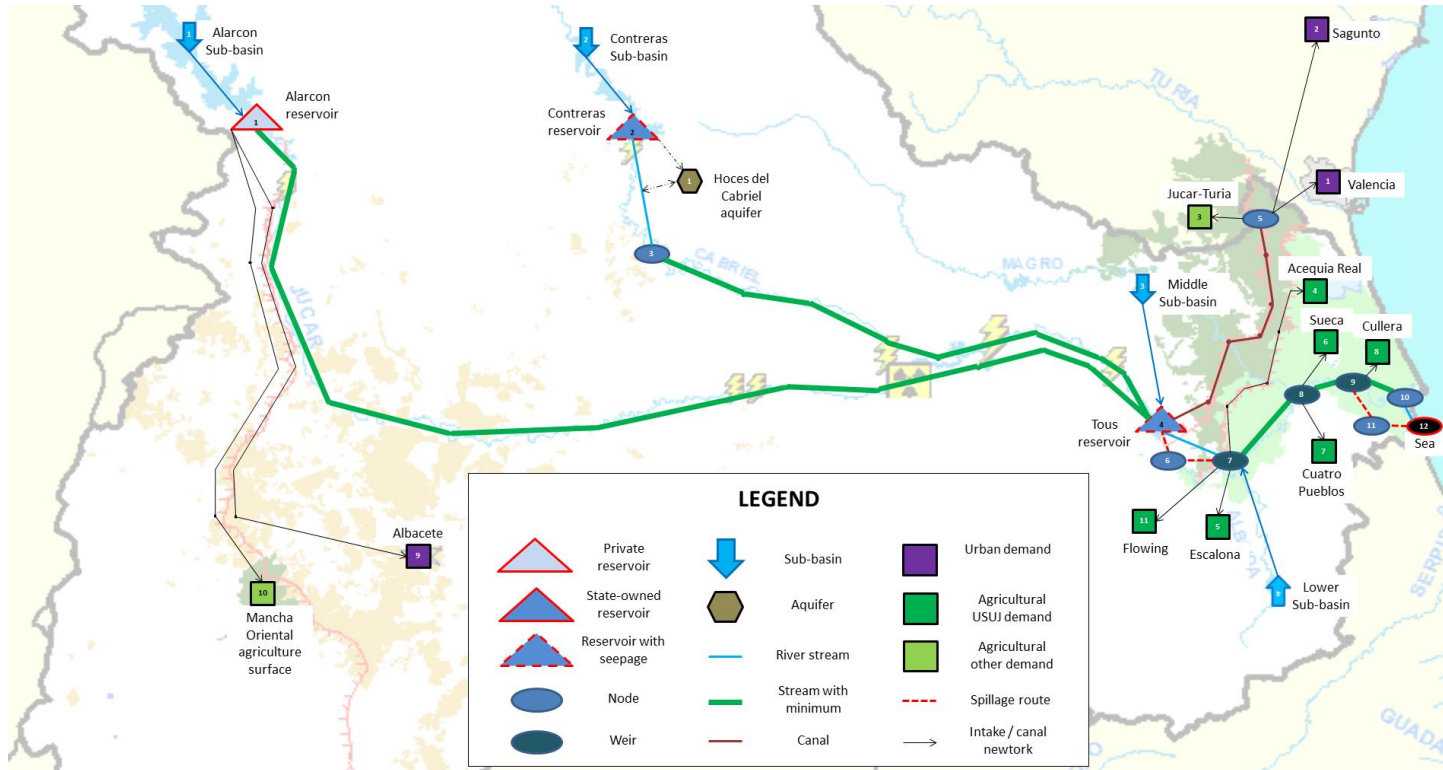 1
Alarcon
Sub-basin
2
Contreras
Sub-basin
2
Sagunto
TURIA
Alarcon
reservoir
1
Contreras
reservoir
2
1
Hoces del
Cabriel
aquifer
Jucar-Turia
3
1
Valencia
5
3
CABRIEL
MAGRO
JUCAR
3
Middle
Sub-basin
Acequia Real
4
Sueca
6
Cullera
8
9
8
10
11
12
Sea
Tous
reservoir
4
6
7
7
Cuatro
Pueblos
11
Flowing
5
Escalona
4
Lower
Sub-basin
SERPIS
GUADA
Albacete
9
10
Mancha
Oriental
agriculture
surface
LEGEND
Private
reservoir
Sub-basin
Urban demand
State-owned
reservoir
Aquifer
Agricultural
USUJ demand
Reservoir with
seepage
River stream
Agricultural
other demand
Node
Stream with
minimum
Spillage route
Weir
Canal
Intake / canal
newtork